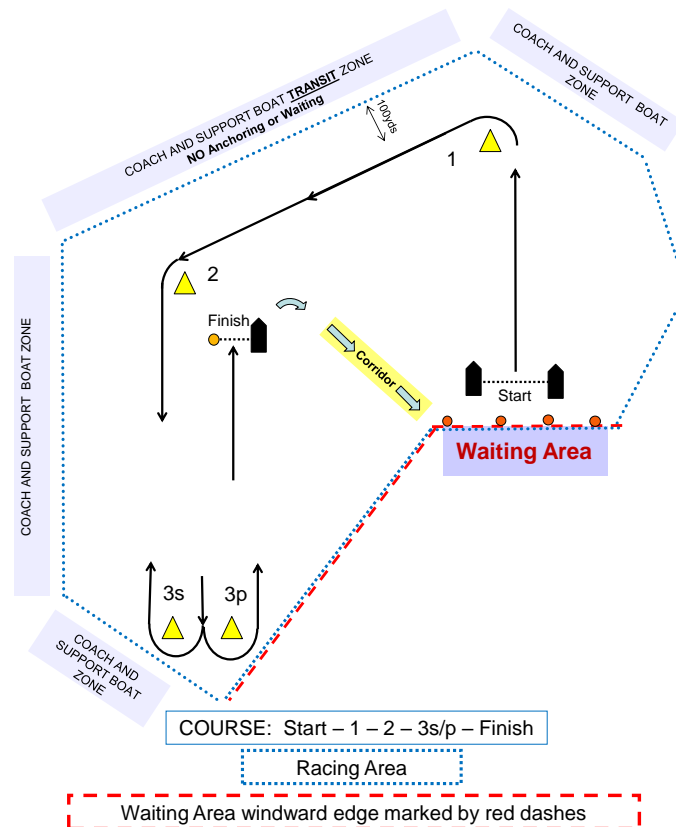 COACH AND SUPPORT BOAT TRANSIT ZONE
NO Anchoring or Waiting
COACH AND SUPPORT BOAT
ZONE
100yds
1
2
Finish
Corridor
Start
Waiting Area
COACH AND SUPPORT BOAT ZONE
3s
3p
COACH AND
SUPPORT BOAT
ZONE
COURSE: Start – 1 – 2 – 3s/p – Finish
Racing Area
Waiting Area windward edge marked by red dashes